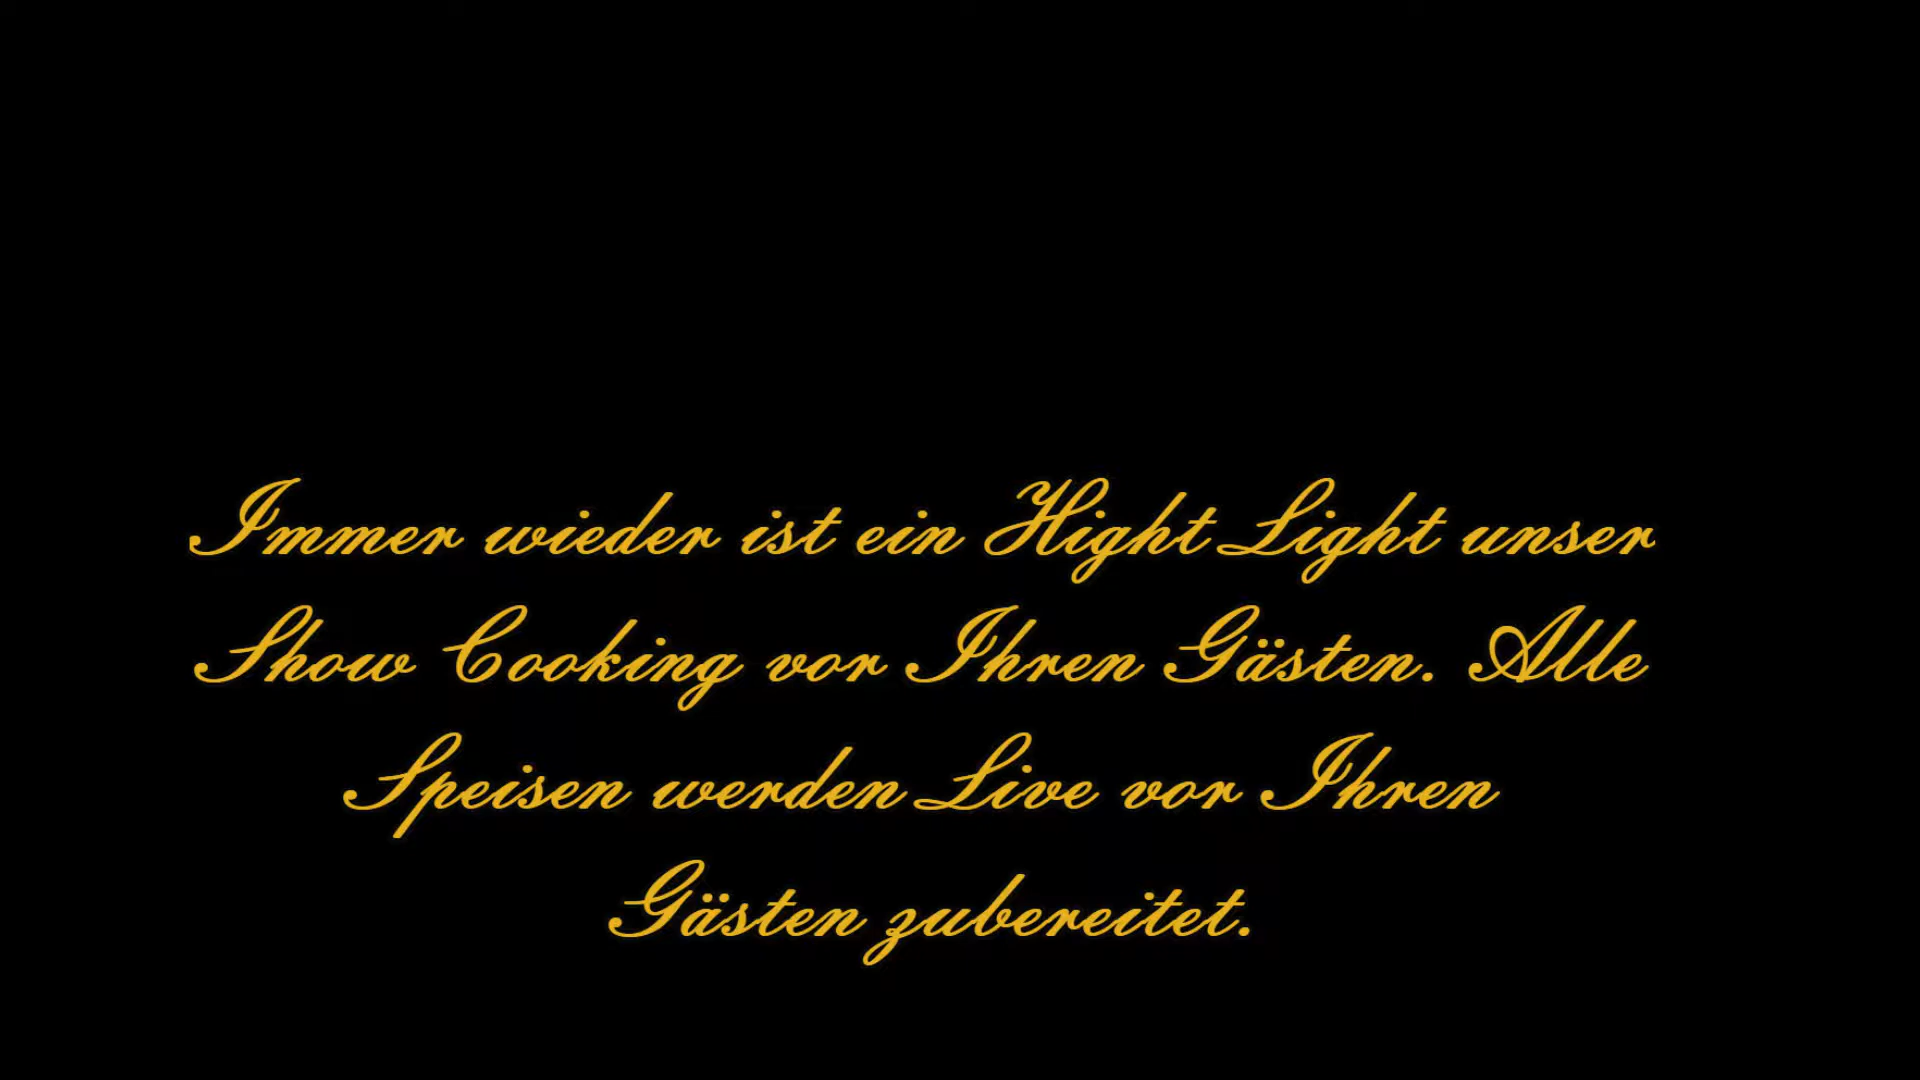 Immer wieder ist ein Hight Light unser
Show Cooking vor Ihren Gästen. Alle
Speisen werden Live vor Ihren
Gästen zubereitet.